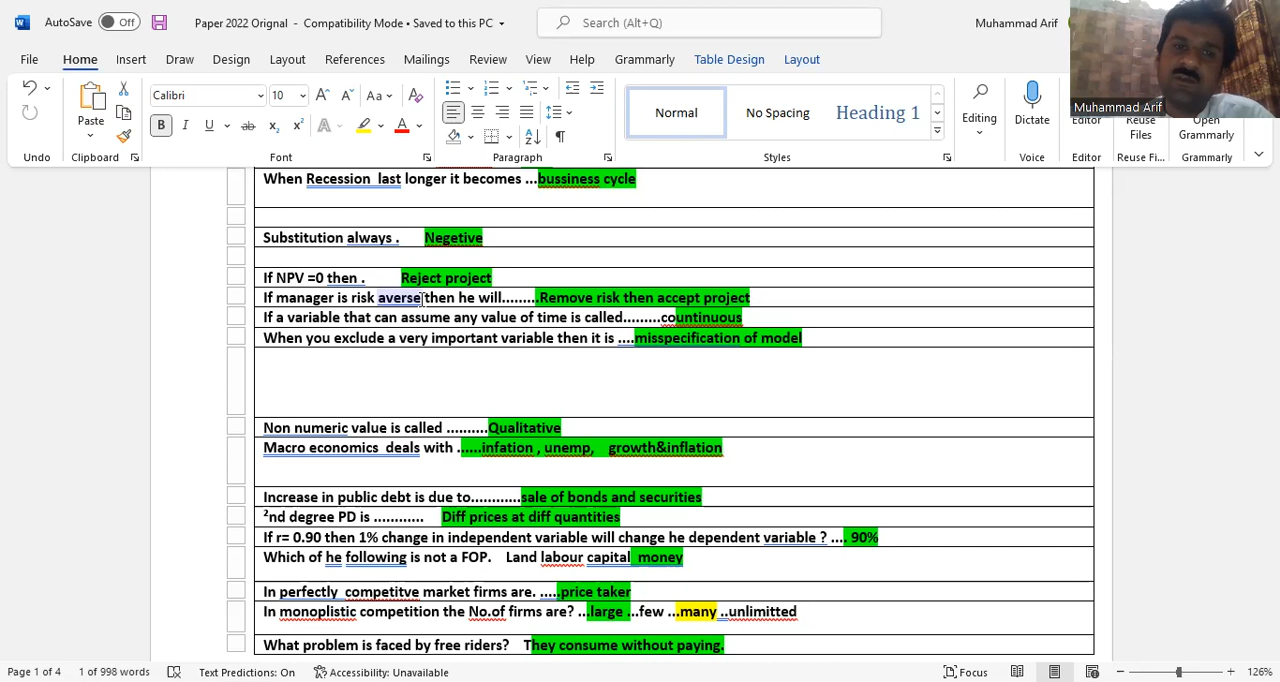 AutoSave Off Paper 2022 Orignal - Compatibility Mode • Saved to this PC Search (Alt+Q) Muhammad Arif
File Home Insert Draw Design Layout References Mailings Review View Help Grammarly Table Design Layout
Calibri 10 Aa Normal No Spacing Heading 1 Muhammad Arif
Paste B I U ab x₂ x² A A Editing Dictate Editor Reuse Files Open Grammarly
Undo Clipboard Font Paragraph Styles Voice Editor Reuse Fi... Grammarly
When Recession last longer it becomes ...bussiness cycle
Substitution always . Negetive
If NPV =0 then . Reject project
If manager is risk averse then he will.........Remove risk then accept project
If a variable that can assume any value of time is called.........countinuous
When you exclude a very important variable then it is ....misspecification of model
Non numeric value is called ..........Qualitative
Macro economics deals with ......infation , unemp, growth&inflation
Increase in public debt is due to............sale of bonds and securities
²nd degree PD is ............ Diff prices at diff quantities
If r= 0.90 then 1% change in independent variable will change he dependent variable ? .... 90%
Which of he following is not a FOP. Land labour capital money
In perfectly competitve market firms are. .....price taker
In monoplistic competition the No.of firms are? ...large ...few ...many ..unlimitted
What problem is faced by free riders? They consume without paying.
Page 1 of 4 1 of 998 words Text Predictions: On Accessibility: Unavailable Focus 126%